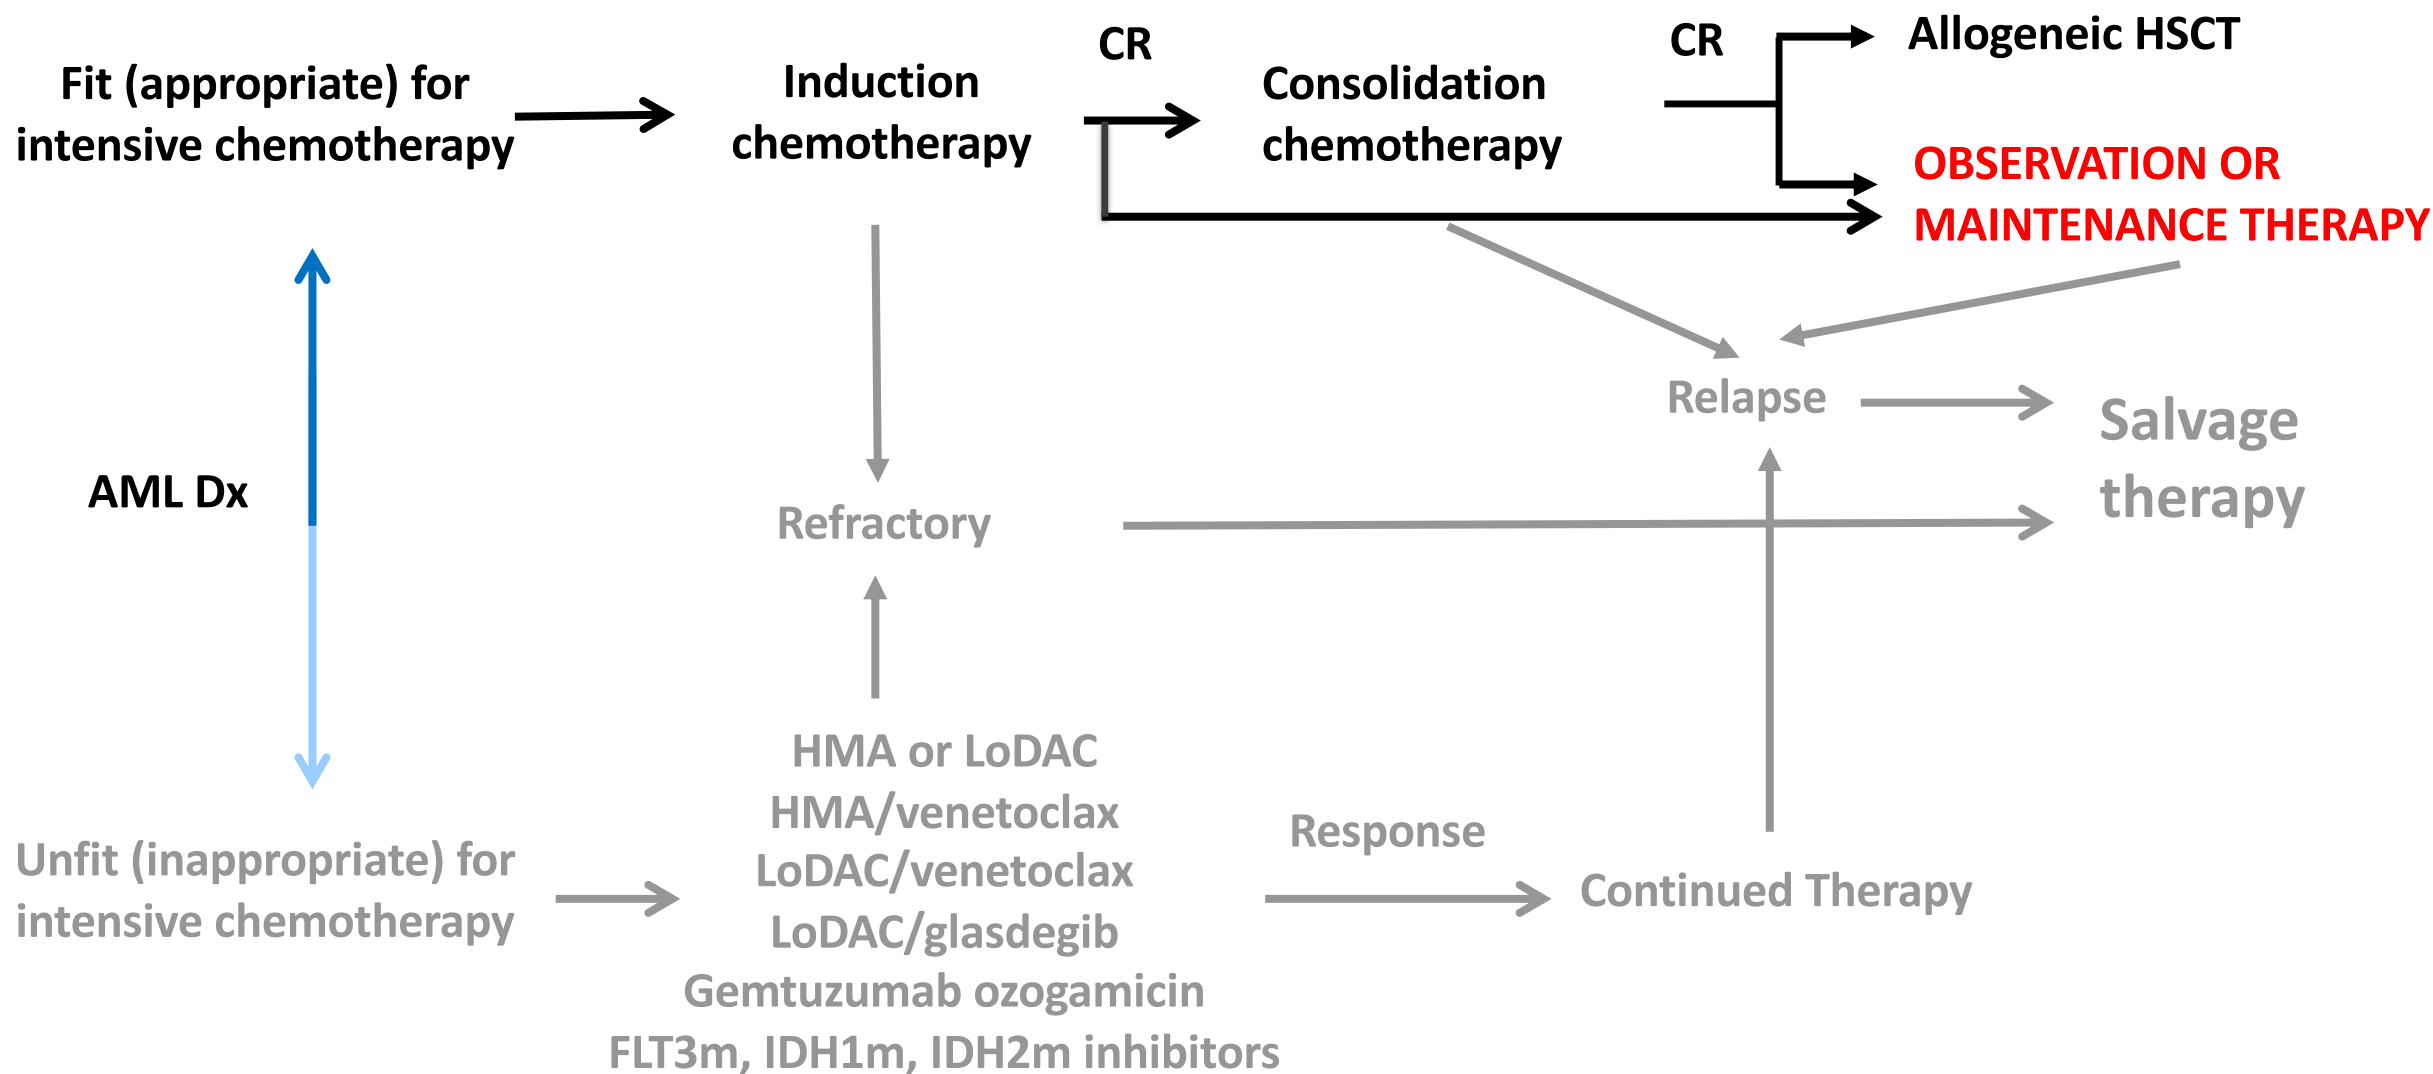 Fit (appropriate) for
intensive chemotherapy
Induction
chemotherapy
CR
Consolidation
chemotherapy
CR
Allogeneic HSCT
OBSERVATION OR
MAINTENANCE THERAPY
AML Dx
Refractory
Relapse
Salvage
therapy
Unfit (inappropriate) for
intensive chemotherapy
HMA or LoDAC
HMA/venetoclax
LoDAC/venetoclax
LoDAC/glasdegib
Gemtuzumab ozogamicin
FLT3m, IDH1m, IDH2m inhibitors
Response
Continued Therapy